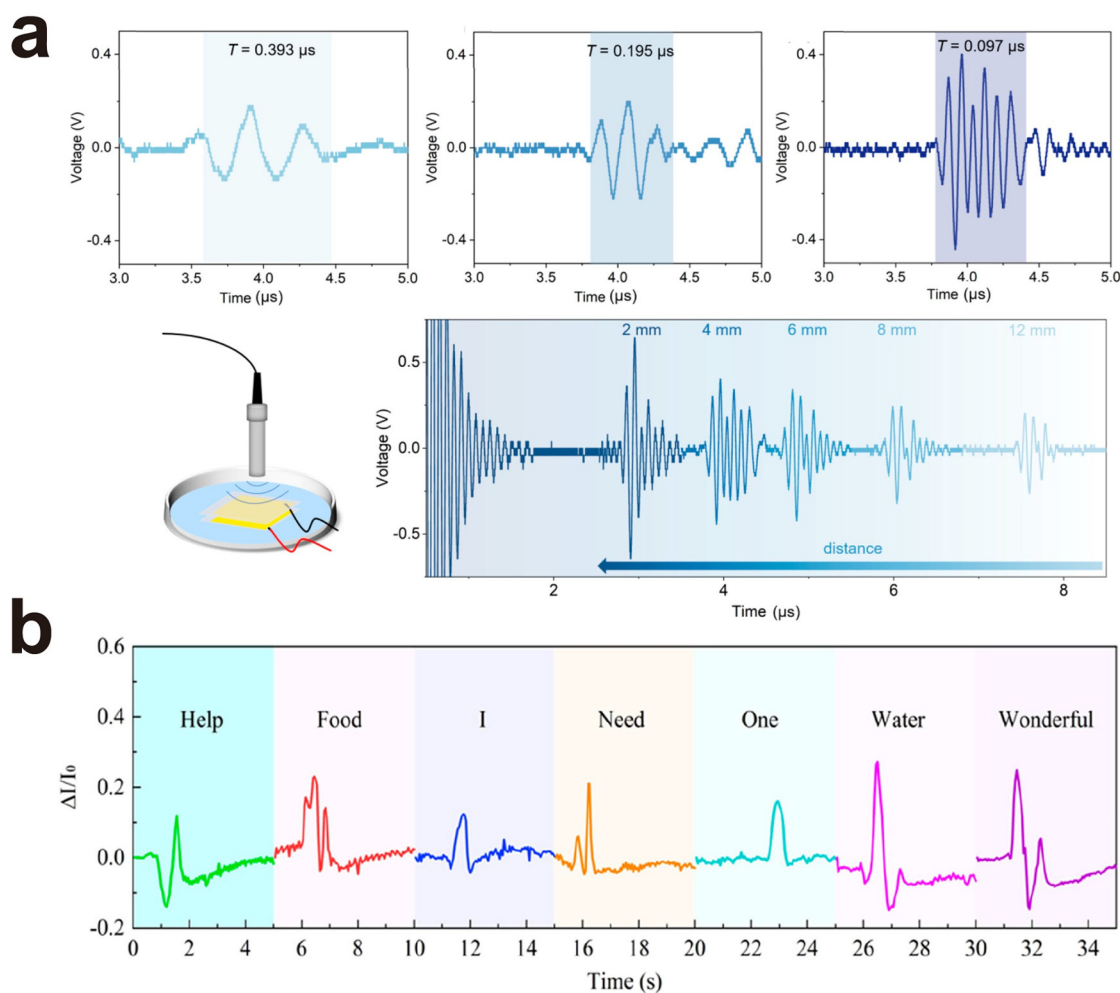 a
T = 0.393 µs
0.4
0.0
-0.4
Voltage (V)
3.0 3.5 4.0 4.5 5.0
Time (µs)
T = 0.195 µs
0.4
0.0
-0.4
Voltage (V)
3.0 3.5 4.0 4.5 5.0
Time (µs)
T = 0.097 µs
0.4
0.0
-0.4
Voltage (V)
3.0 3.5 4.0 4.5 5.0
Time (µs)
2 mm 4 mm 6 mm 8 mm 12 mm
0.5
0.0
-0.5
Voltage (V)
distance
2 4 6 8
Time (µs)
b
0.6
0.4
0.2
0.0
-0.2
ΔI/I₀
Help Food I Need One Water Wonderful
0 2 4 6 8 10 12 14 16 18 20 22 24 26 28 30 32 34
Time (s)